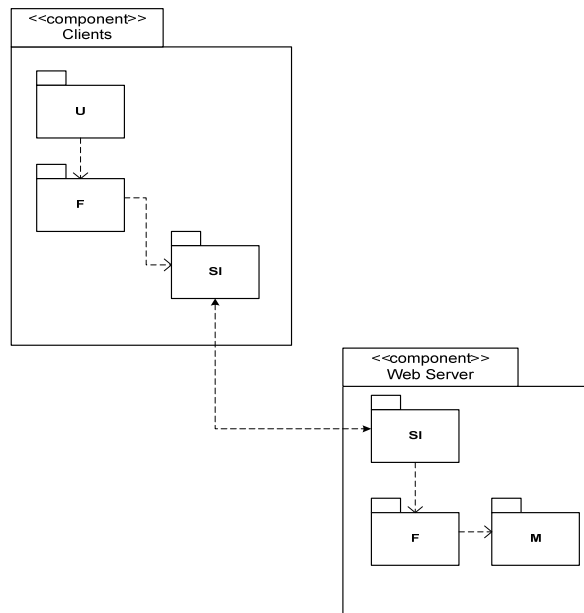 <<component>>
Clients
U
F
SI
<<component>>
Web Server
SI
F
M